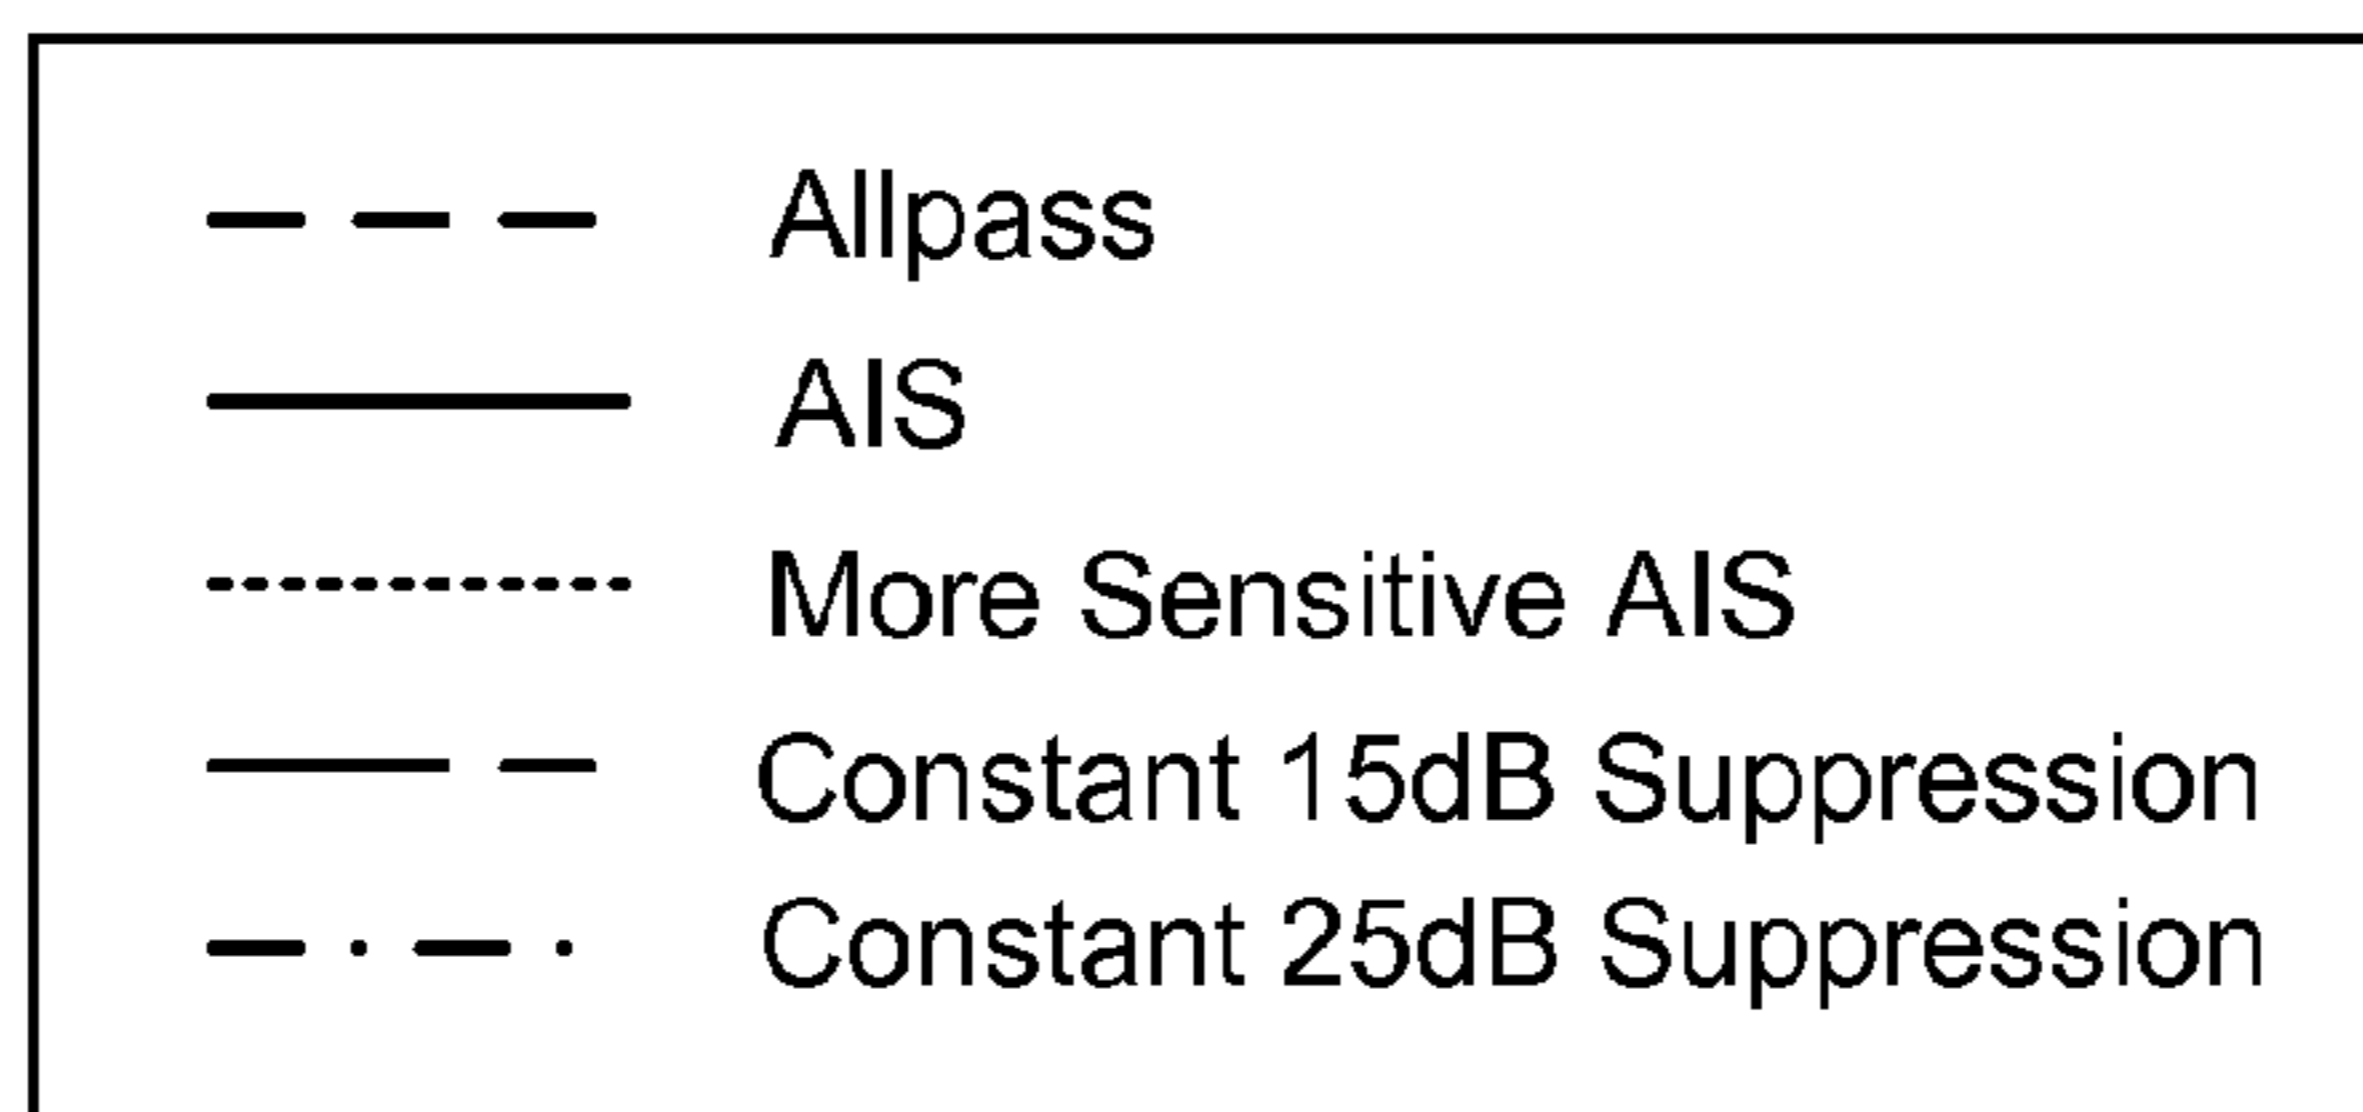 Allpass
AIS
More Sensitive AIS
Constant 15dB Suppression
Constant 25dB Suppression